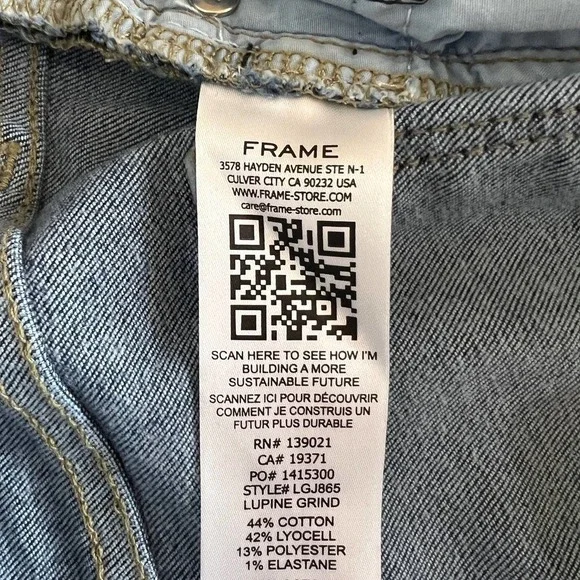 FRAME
3578 HAYDEN AVENUE STE N-1
CULVER CITY CA 90232 USA
WWW.FRAME-STORE.COM
care@frame-store.com
SCAN HERE TO SEE HOW I'M
BUILDING A MORE
SUSTAINABLE FUTURE
SCANNEZ ICI POUR DÉCOUVRIR
COMMENT JE CONSTRUIS UN
FUTUR PLUS DURABLE
RN# 139021
CA# 19371
PO# 1415300
STYLE# LGJ865
LUPINE GRIND
44% COTTON
42% LYOCELL
13% POLYESTER
1% ELASTANE